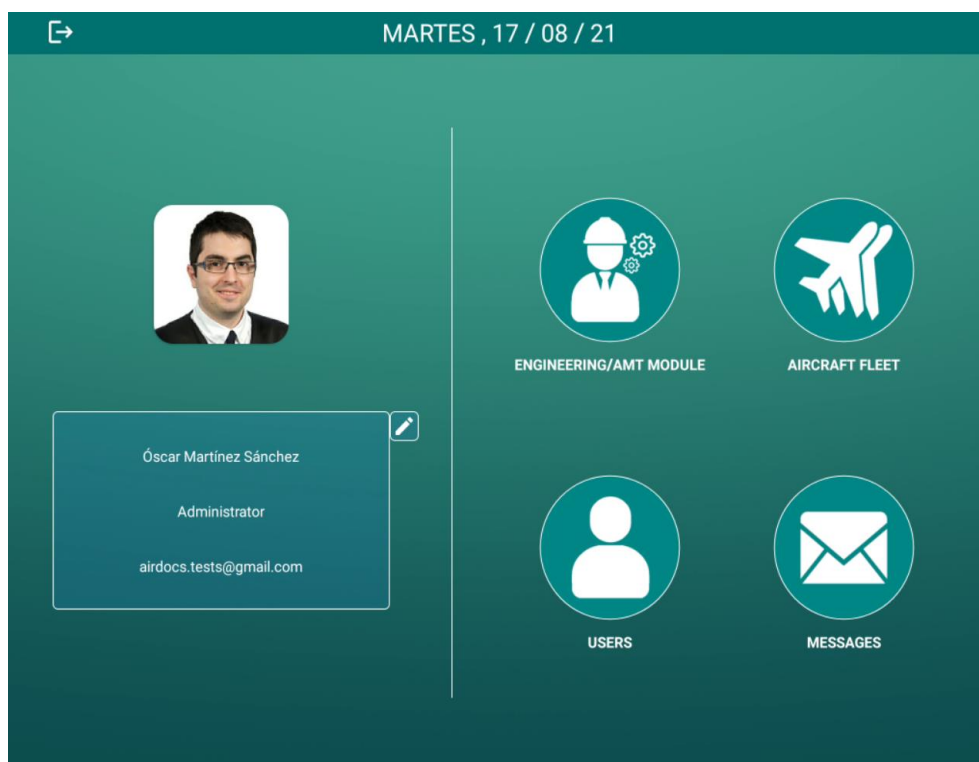 MARTES , 17 / 08 / 21
Óscar Martínez Sánchez
Administrator
airdocs.tests@gmail.com
ENGINEERING/AMT MODULE
AIRCRAFT FLEET
USERS
MESSAGES